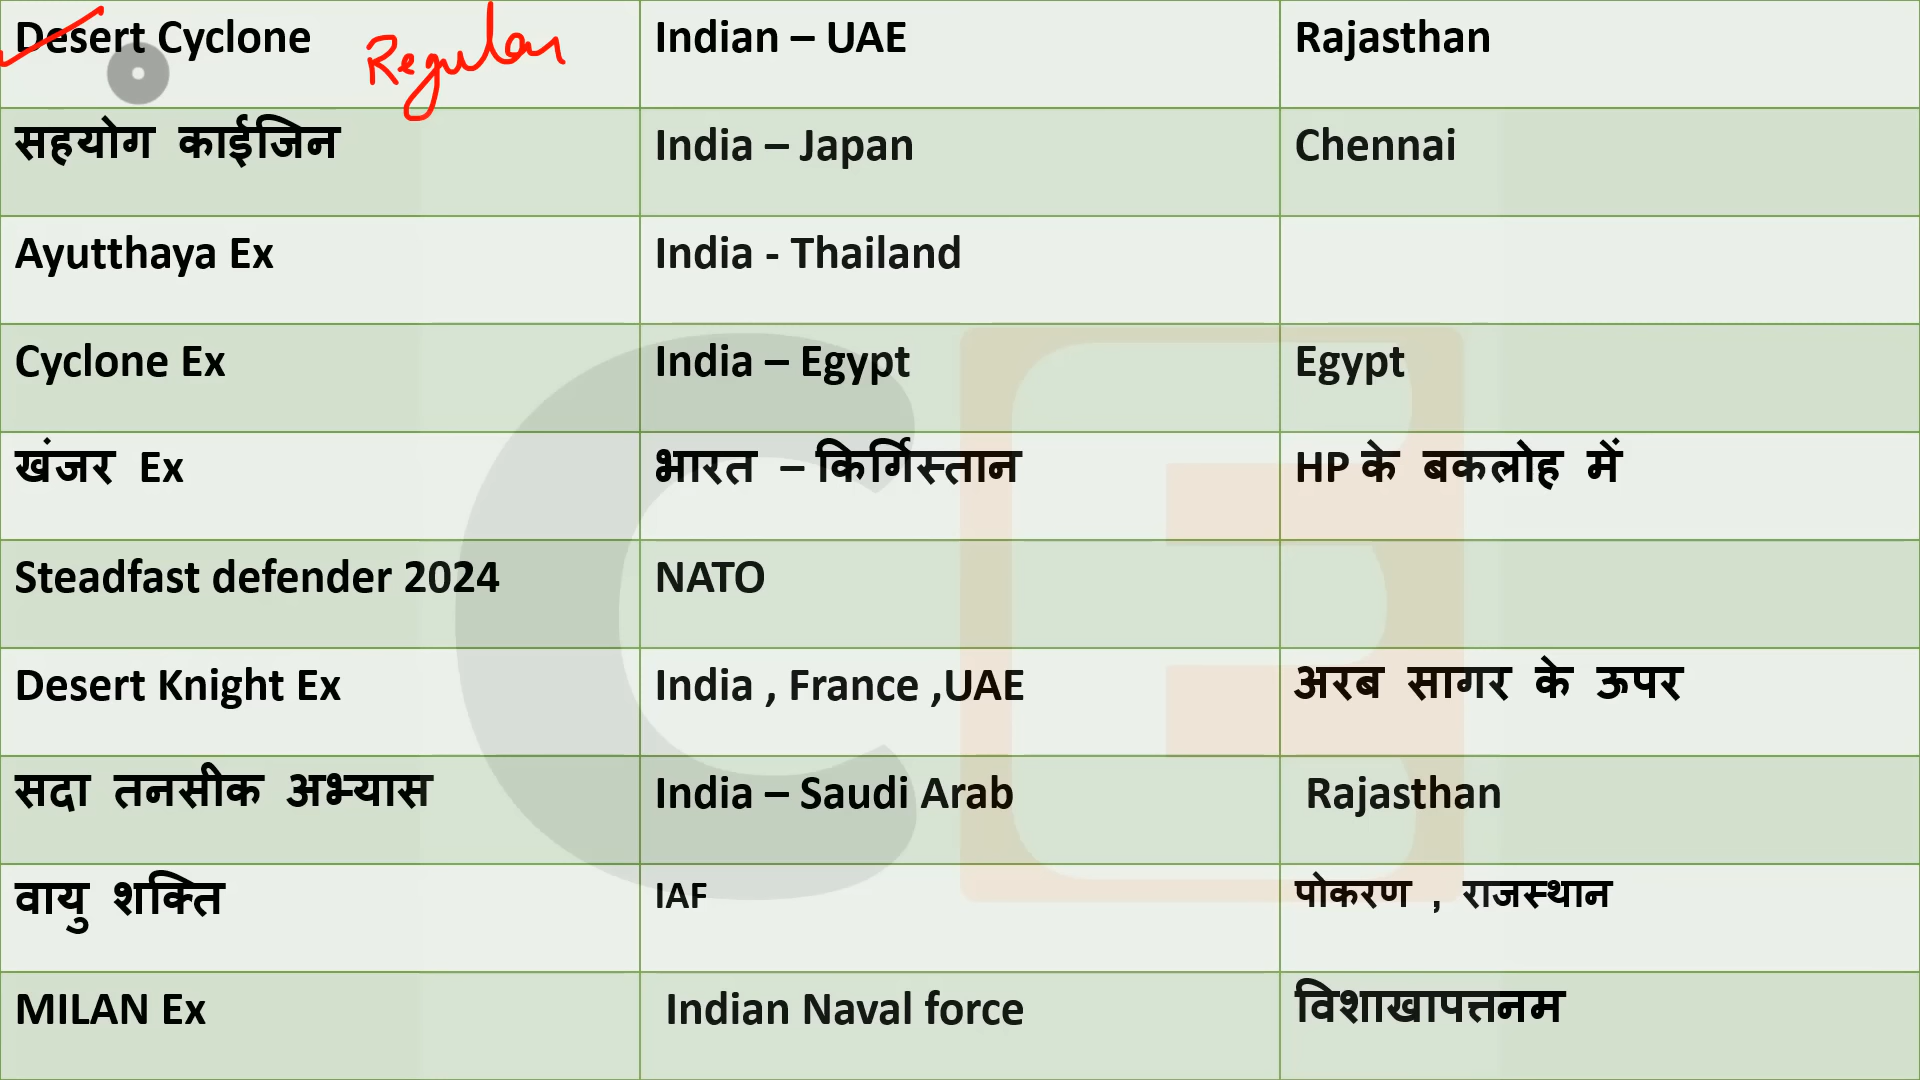 Desert Cyclone Regular Indian – UAE Rajasthan
सहयोग काईजिन India – Japan Chennai
Ayutthaya Ex India - Thailand
Cyclone Ex India – Egypt Egypt
खंजर Ex भारत – किर्गिस्तान HP के बकलोह में
Steadfast defender 2024 NATO
Desert Knight Ex India , France ,UAE अरब सागर के ऊपर
सदा तनसीक अभ्यास India – Saudi Arab Rajasthan
वायु शक्ति IAF पोकरण , राजस्थान
MILAN Ex Indian Naval force विशाखापत्तनम